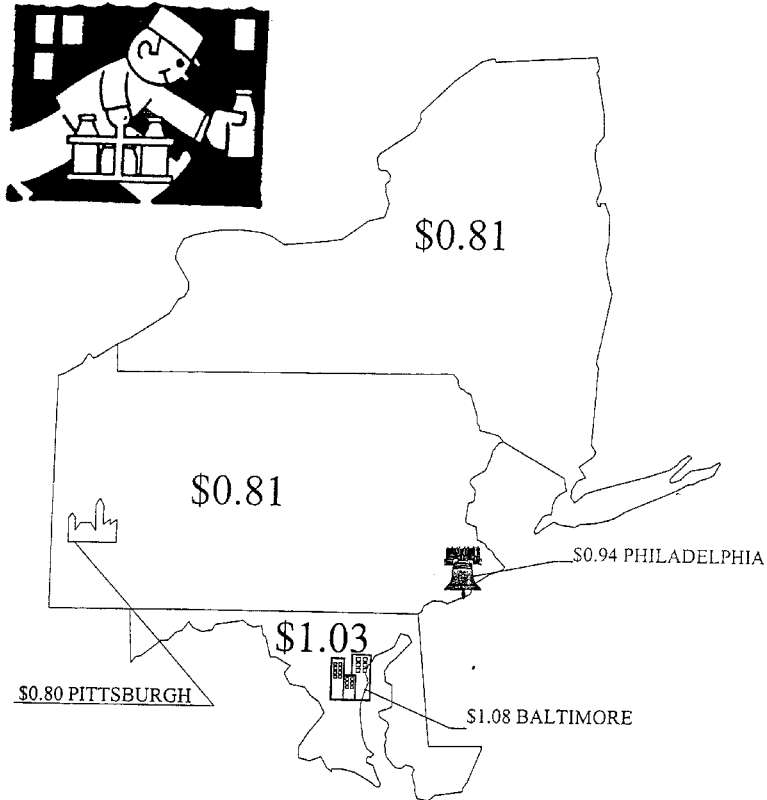 $0.81
$0.81
$0.94 PHILADELPHIA
$1.03
$0.80 PITTSBURGH
$1.08 BALTIMORE